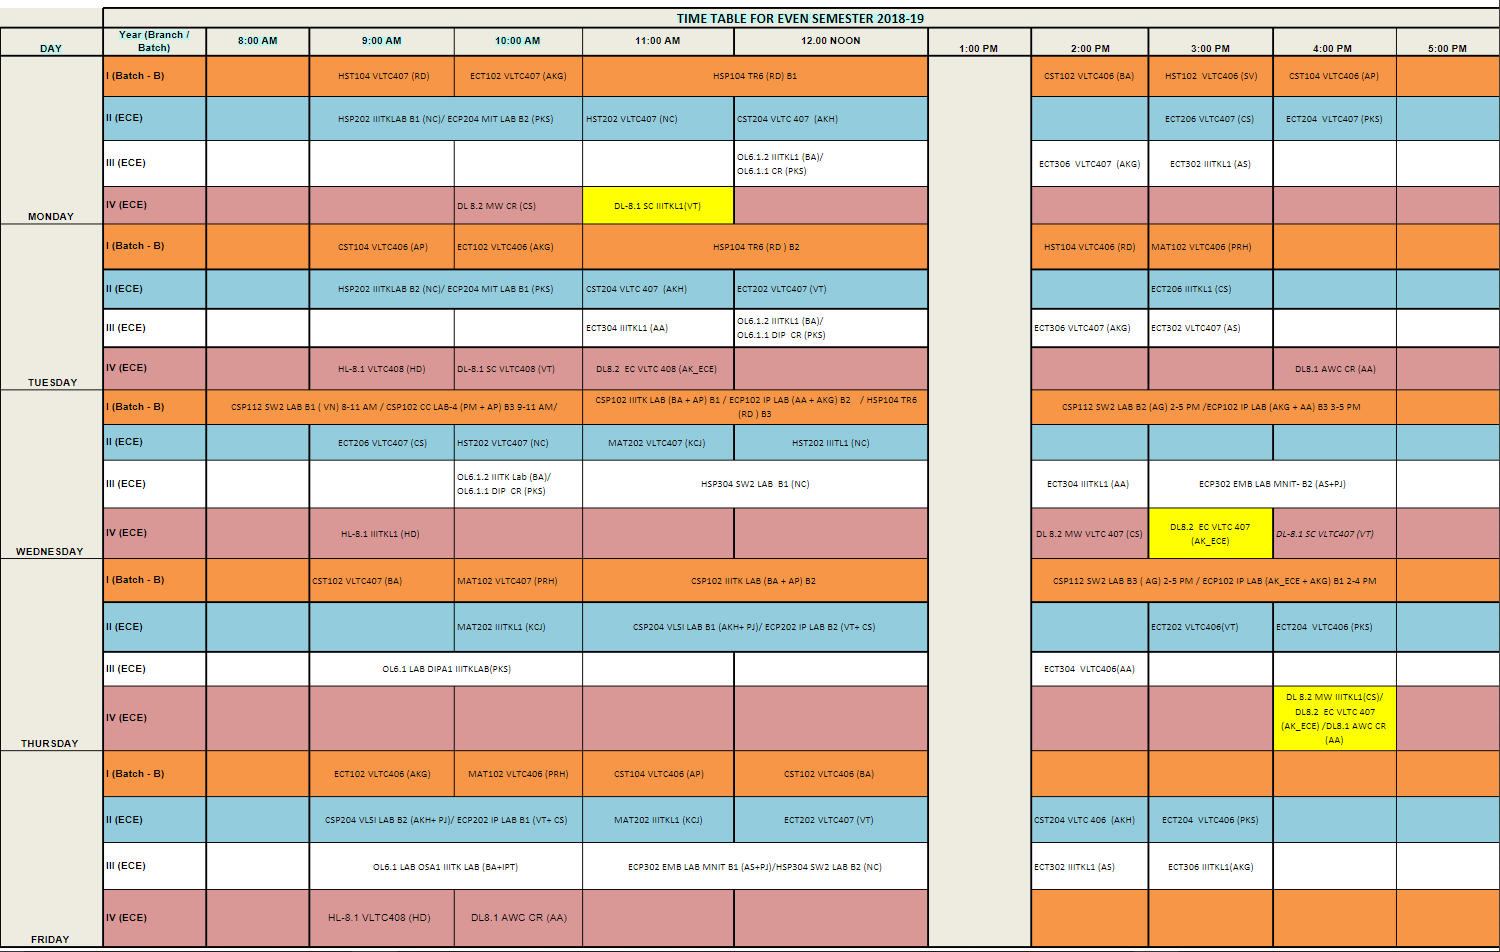 TIME TABLE FOR EVEN SEMESTER 2018-19
DAY
Year (Branch /
Batch)
8:00 AM
9:00 AM
10:00 AM
11:00 AM
12.00 NOON
1:00 PM
2:00 PM
3:00 PM
4:00 PM
5:00 PM
MONDAY
I (Batch - B)
HST104 VLTC407 (RD)
ECT102 VLTC407 (AKG)
HSP104 TR6 (RD) B1
CST102 VLTC406 (BA)
HST102 VLTC406 (SV)
CST104 VLTC406 (AP)
II (ECE)
HSP202 IIITKLAB B1 (NC)/ ECP204 MIT LAB B2 (PKS)
HST202 VLTC407 (NC)
CST204 VLTC 407 (AKH)
ECT206 VLTC407 (CS)
ECT204 VLTC407 (PKS)
III (ECE)
OL6.1.2 IIITKL1 (BA)/
OL6.1.1 CR (PKS)
ECT306 VLTC407 (AKG)
ECT302 IIITKL1 (AS)
IV (ECE)
DL 8.2 MW CR (CS)
DL-8.1 SC IIITKL1(VT)
TUESDAY
I (Batch - B)
CST104 VLTC406 (AP)
ECT102 VLTC406 (AKG)
HSP104 TR6 (RD ) B2
HST104 VLTC406 (RD)
MAT102 VLTC406 (PRH)
II (ECE)
HSP202 IIITKLAB B2 (NC)/ ECP204 MIT LAB B1 (PKS)
CST204 VLTC 407 (AKH)
ECT202 VLTC407 (VT)
ECT206 IIITKL1 (CS)
III (ECE)
ECT304 IIITKL1 (AA)
OL6.1.2 IIITKL1 (BA)/
OL6.1.1 DIP CR (PKS)
ECT306 VLTC407 (AKG)
ECT302 VLTC407 (AS)
IV (ECE)
HL-8.1 VLTC408 (HD)
DL-8.1 SC VLTC408 (VT)
DL8.2 EC VLTC 408 (AK_ECE)
DL8.1 AWC CR (AA)
WEDNESDAY
I (Batch - B)
CSP112 SW2 LAB B1 ( VN) 8-11 AM / CSP102 CC LAB-4 (PM + AP) B3 9-11 AM/
CSP102 IIITK LAB (BA + AP) B1 / ECP102 IP LAB (AA + AKG) B2 / HSP104 TR6
(RD ) B3
CSP112 SW2 LAB B2 (AG) 2-5 PM /ECP102 IP LAB (AKG + AA) B3 3-5 PM
II (ECE)
ECT206 VLTC407 (CS)
HST202 VLTC407 (NC)
MAT202 VLTC407 (KCJ)
HST202 IIITL1 (NC)
III (ECE)
OL6.1.2 IIITK Lab (BA)/
OL6.1.1 DIP CR (PKS)
HSP304 SW2 LAB B1 (NC)
ECT304 IIITKL1 (AA)
ECP302 EMB LAB MNIT- B2 (AS+PJ)
IV (ECE)
HL-8.1 IIITKL1 (HD)
DL 8.2 MW VLTC 407 (CS)
DL8.2 EC VLTC 407
(AK_ECE)
DL-8.1 SC VLTC407 (VT)
THURSDAY
I (Batch - B)
CST102 VLTC407 (BA)
MAT102 VLTC407 (PRH)
CSP102 IIITK LAB (BA + AP) B2
CSP112 SW2 LAB B3 ( AG) 2-5 PM / ECP102 IP LAB (AK_ECE + AKG) B1 2-4 PM
II (ECE)
MAT202 IIITKL1 (KCJ)
CSP204 VLSI LAB B1 (AKH+ PJ)/ ECP202 IP LAB B2 (VT+ CS)
ECT202 VLTC406(VT)
ECT204 VLTC406 (PKS)
III (ECE)
OL6.1 LAB DIPA1 IIITKLAB(PKS)
ECT304 VLTC406(AA)
IV (ECE)
DL 8.2 MW IIITKL1(CS)/
DL8.2 EC VLTC 407
(AK_ECE) /DL8.1 AWC CR
(AA)
FRIDAY
I (Batch - B)
ECT102 VLTC406 (AKG)
MAT102 VLTC406 (PRH)
CST104 VLTC406 (AP)
CST102 VLTC406 (BA)
II (ECE)
CSP204 VLSI LAB B2 (AKH+ PJ)/ ECP202 IP LAB B1 (VT+ CS)
MAT202 IIITKL1 (KCJ)
ECT202 VLTC407 (VT)
CST204 VLTC 406 (AKH)
ECT204 VLTC406 (PKS)
III (ECE)
OL6.1 LAB OSA1 IIITK LAB (BA+IPT)
ECP302 EMB LAB MNIT B1 (AS+PJ)/HSP304 SW2 LAB B2 (NC)
ECT302 IIITKL1 (AS)
ECT306 IIITKL1(AKG)
IV (ECE)
HL-8.1 VLTC408 (HD)
DL8.1 AWC CR (AA)